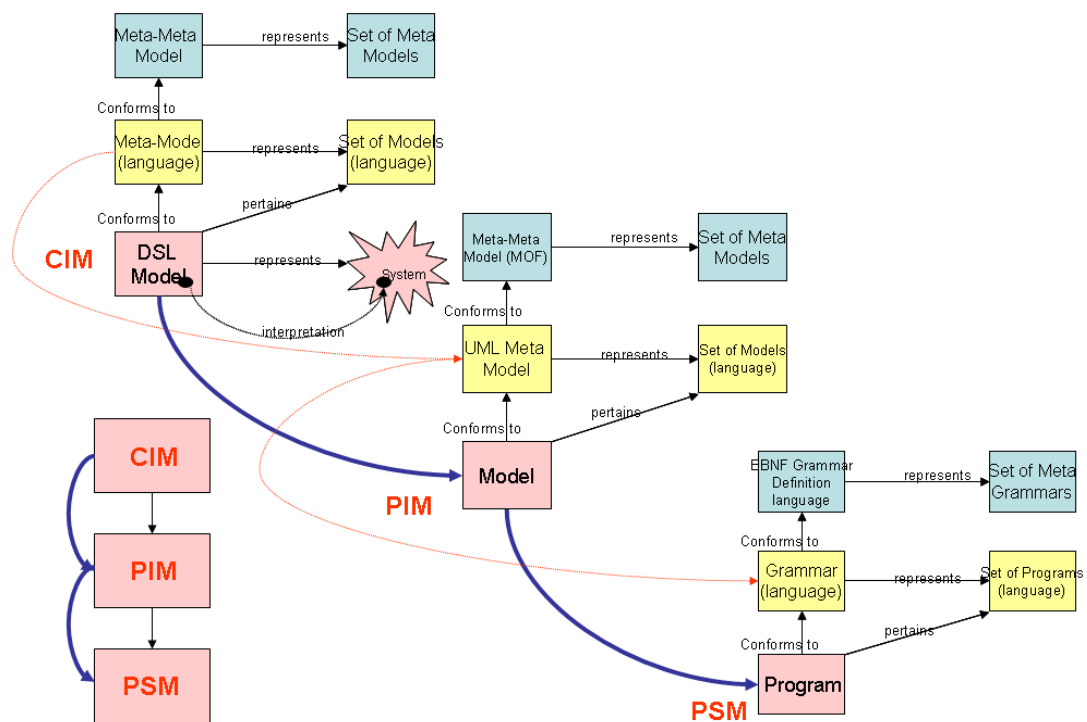 Meta-Meta
Model
represents
Set of Meta
Models
Conforms to
Meta-Mode
(language)
represents
Set of Models
(language)
Conforms to
pertains
CIM
DSL
Model
represents
System
interpretation
Meta-Meta
Model (MOF)
represents
Set of Meta
Models
Conforms to
UML Meta
Model
represents
Set of Models
(language)
Conforms to
pertains
Model
PIM
EBNF Grammar
Definition
language
represents
Set of Meta
Grammars
Conforms to
Grammar
(language)
represents
Set of Programs
(language)
Conforms to
pertains
Program
PSM
CIM
PIM
PSM